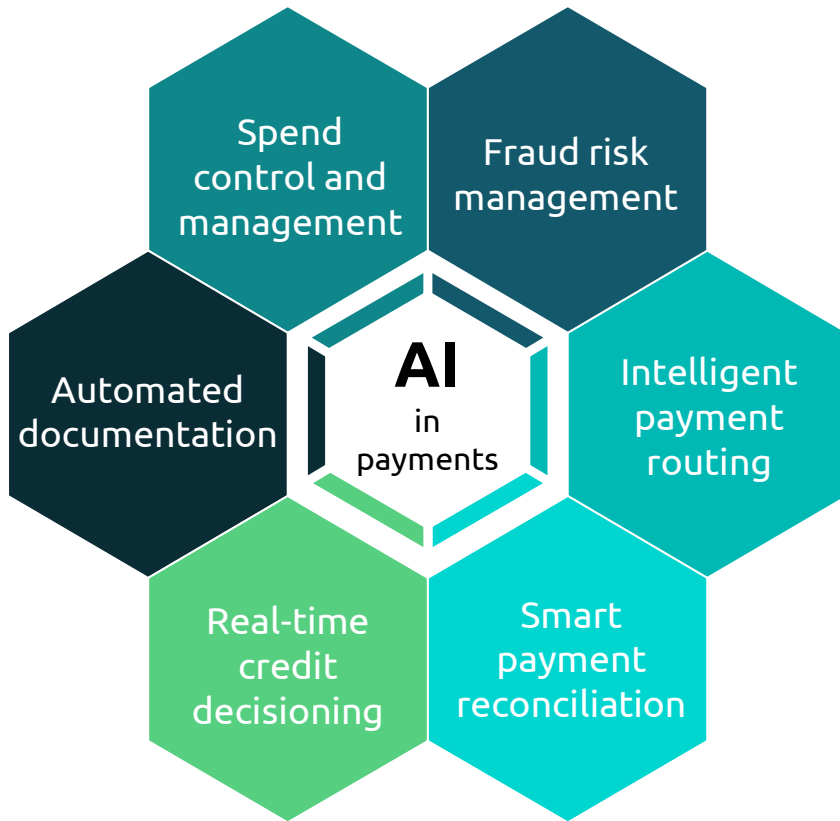 Spend
control and
management
Fraud risk
management
Automated
documentation
AI
in
payments
Intelligent
payment
routing
Real-time
credit
decisioning
Smart
payment
reconciliation